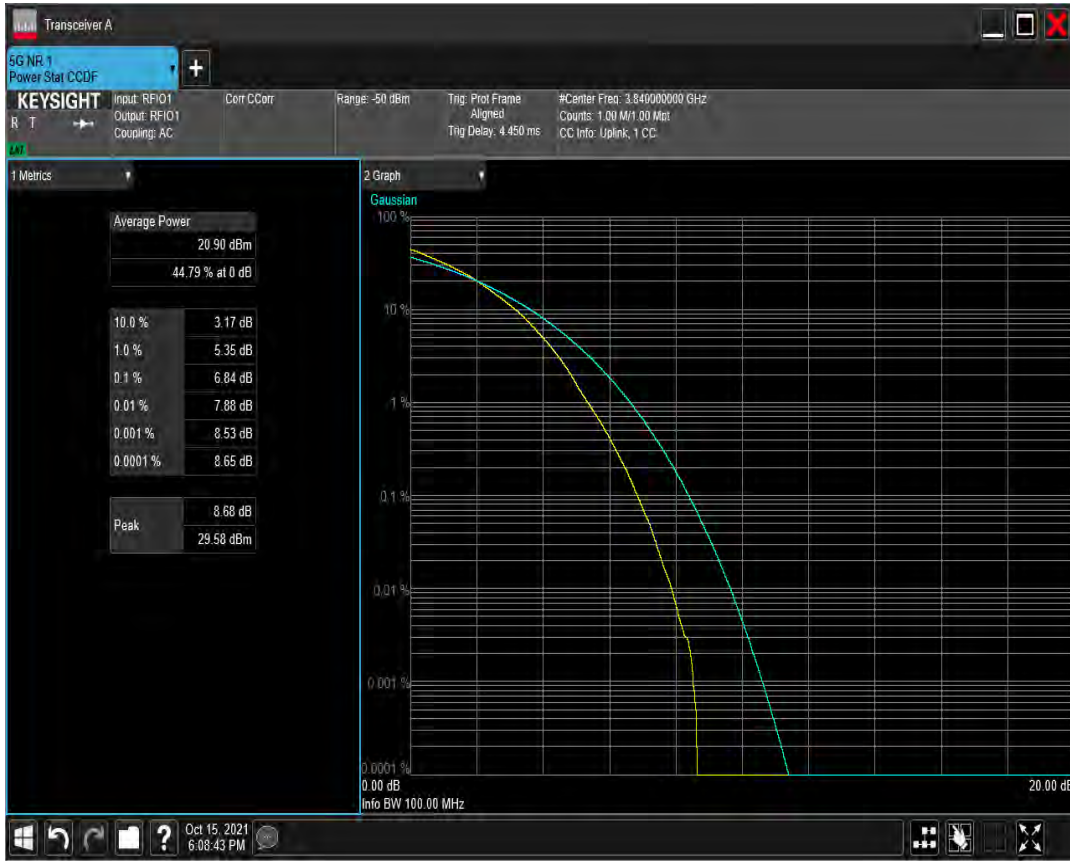 Transceiver A
5G NR 1
Power Stat CCDF
+
KEYSIGHT
R T
LXI
Input: RFIO1
Output: RFIO1
Coupling: AC
Corr CCorr
Range: -50 dBm
Trig: Prot Frame
Aligned
Trig Delay: 4.450 ms
#Center Freq: 3.840000000 GHz
Counts: 1.00 M/1.00 Mpt
CC Info: Uplink, 1 CC
1 Metrics
Average Power
20.90 dBm
44.79 % at 0 dB
10.0 % 3.17 dB
1.0 % 5.35 dB
0.1 % 6.84 dB
0.01 % 7.88 dB
0.001 % 8.53 dB
0.0001 % 8.65 dB
Peak
8.68 dB
29.58 dBm
2 Graph
Gaussian
100 %
10 %
1 %
0.1 %
0.01 %
0.001 %
0.0001 %
0.00 dB 20.00 dB
Info BW 100.00 MHz
?
Oct 15, 2021
6:08:43 PM